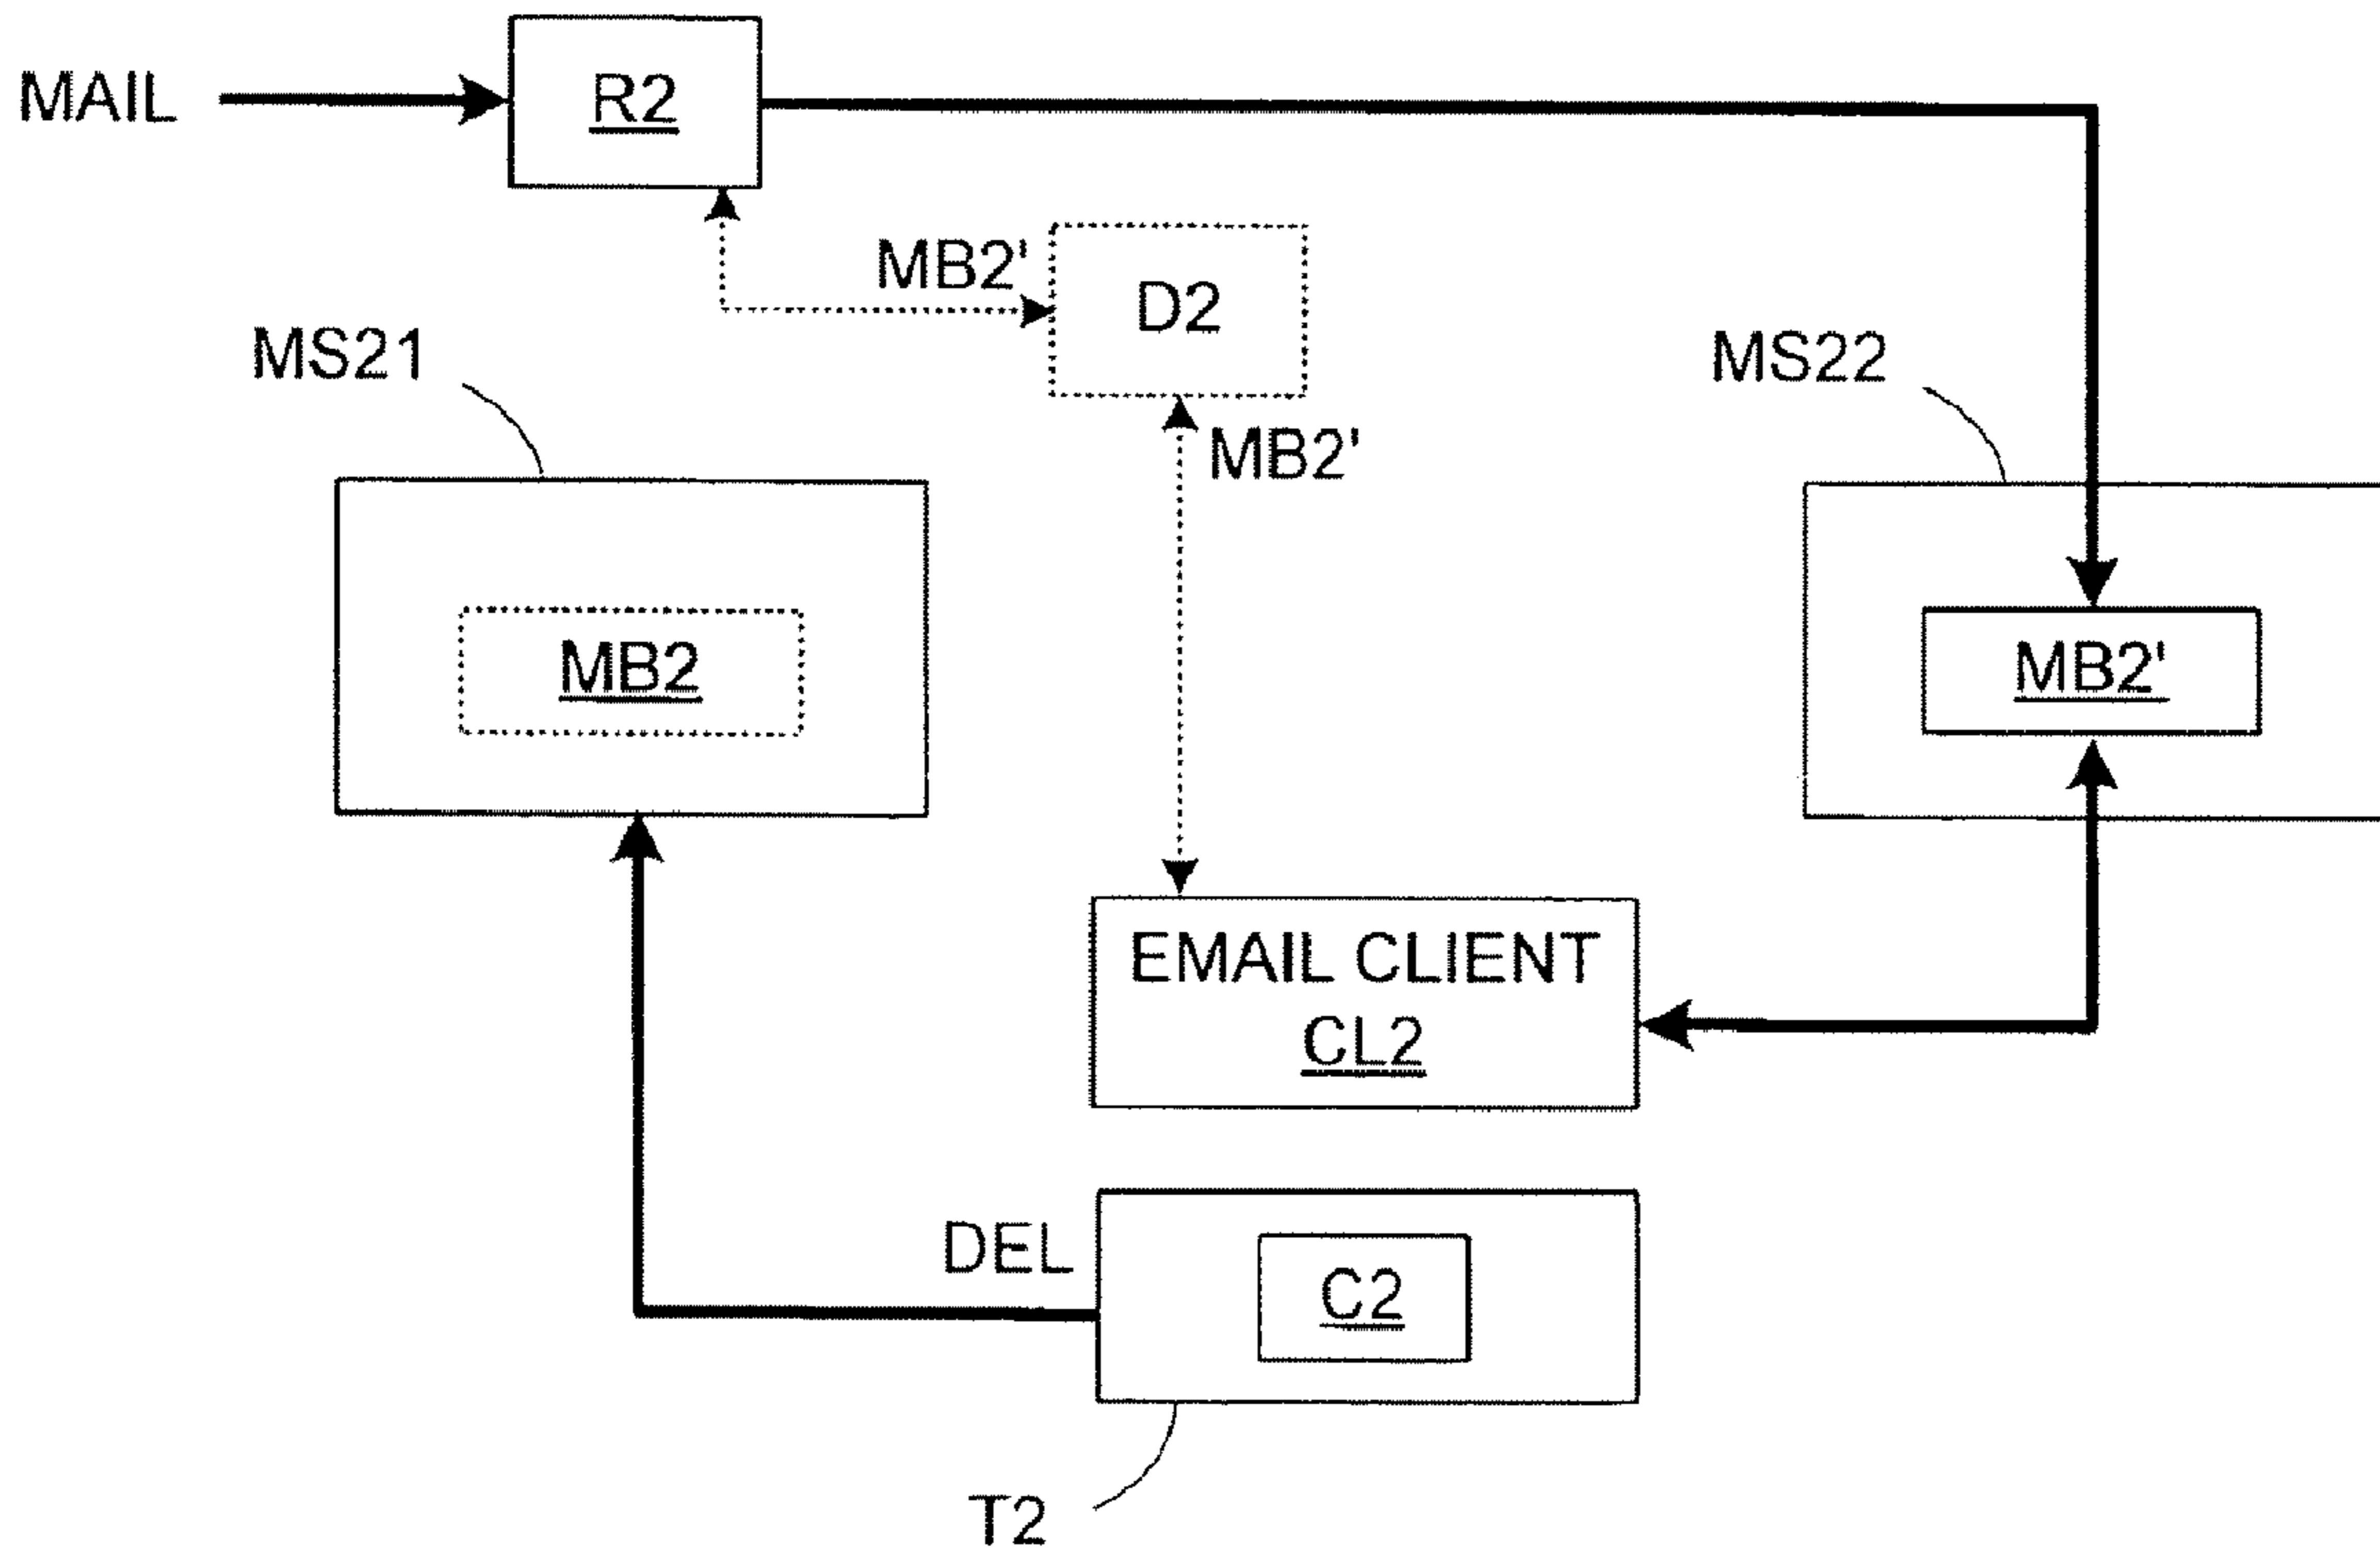 MAIL
R2
MB2'
D2
MS21
MS22
MB2'
MB2
MB2'
EMAIL CLIENT
CL2
DEL
C2
T2